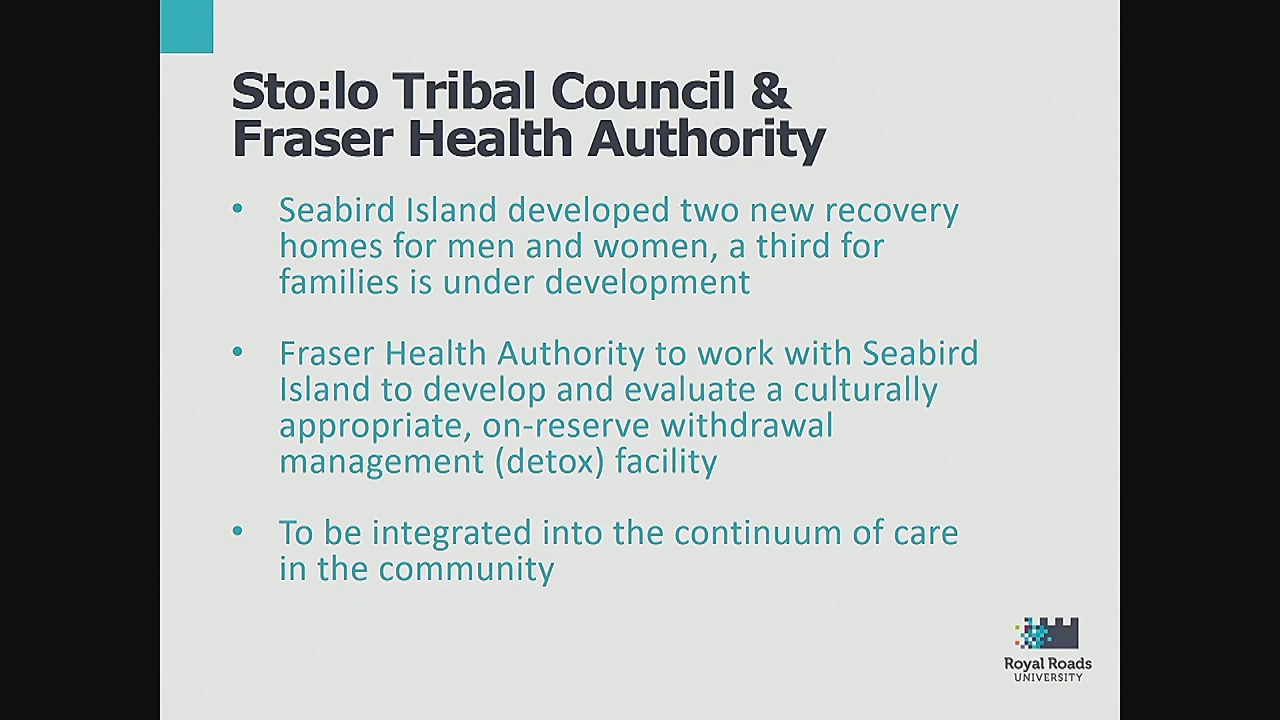 Sto:lo Tribal Council &
Fraser Health Authority
• Seabird Island developed two new recovery
homes for men and women, a third for
families is under development
• Fraser Health Authority to work with Seabird
Island to develop and evaluate a culturally
appropriate, on-reserve withdrawal
management (detox) facility
• To be integrated into the continuum of care
in the community
Royal Roads
UNIVERSITY